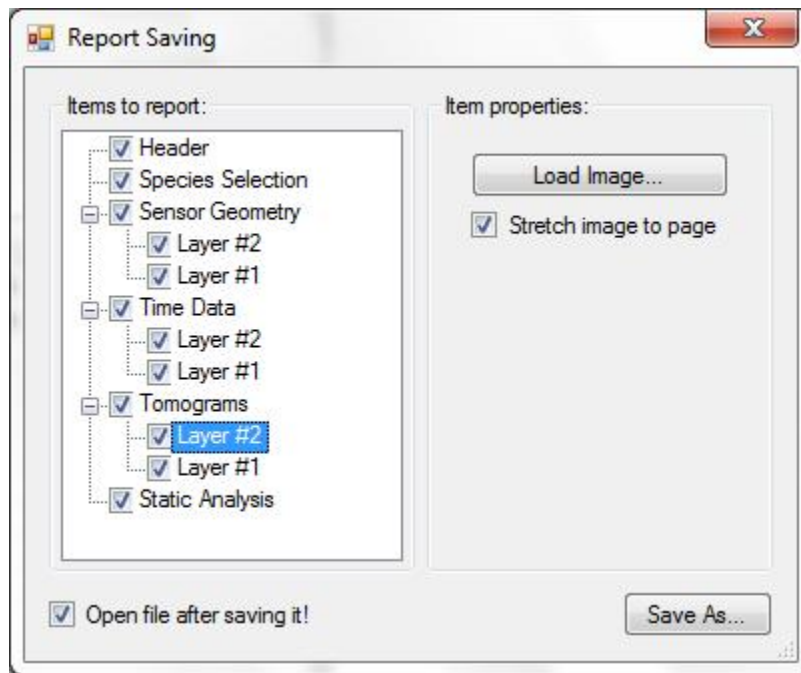 Report Saving
Items to report:
Header
Species Selection
Sensor Geometry
Layer #2
Layer #1
Time Data
Layer #2
Layer #1
Tomograms
Layer #2
Layer #1
Static Analysis
Item properties:
Load Image...
Stretch image to page
Open file after saving it!
Save As...